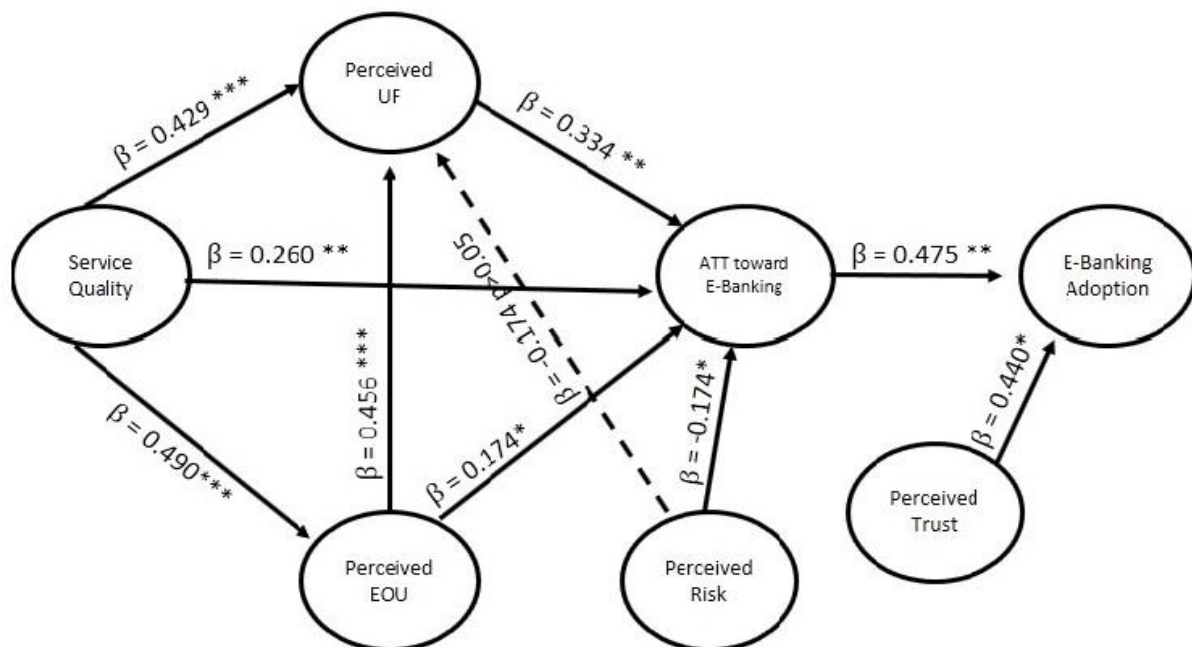 Perceived
UF
β = 0.429 ***
β = 0.334 **
Service
Quality
β = 0.260 **
β = -0.174 p>0.05
ATT toward
E-Banking
β = 0.475 **
E-Banking
Adoption
β = 0.490***
β = 0.456 ***
β = 0.174*
β = -0.174*
β = 0.440*
Perceived
EOU
Perceived
Risk
Perceived
Trust